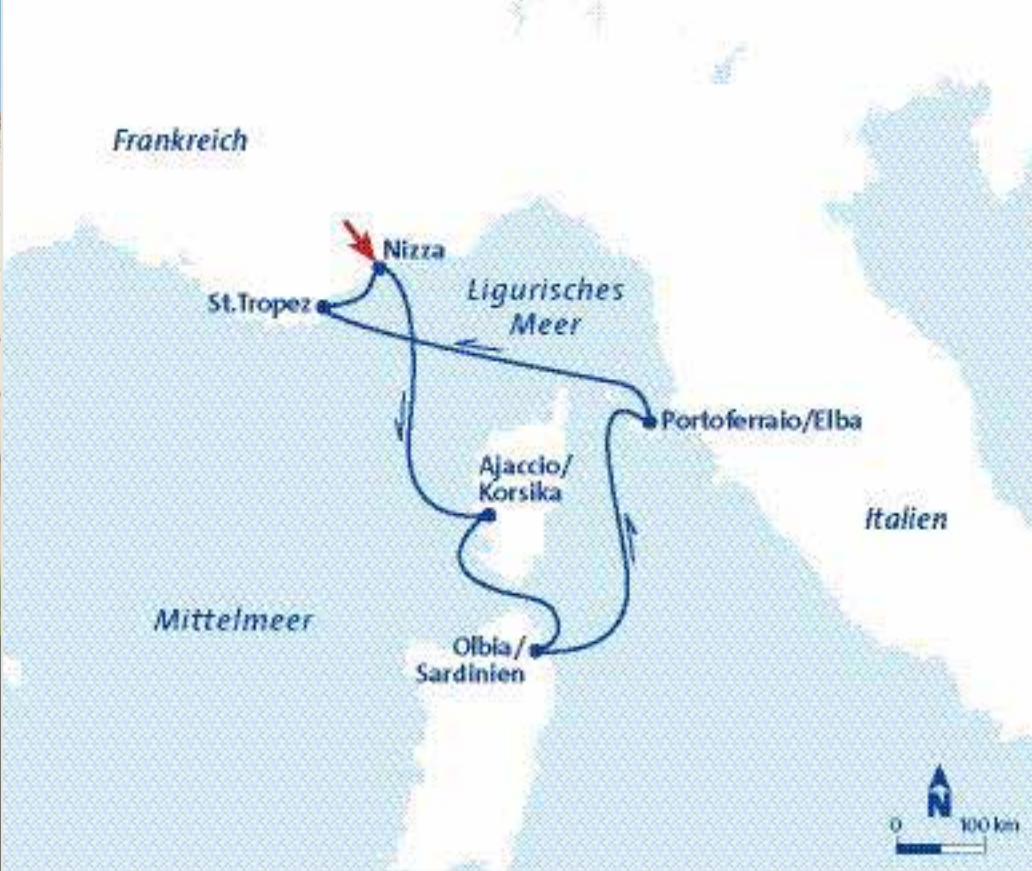 Frankreich
Nizza
St.Tropez
Ligurisches
Meer
Portoferraio/Elba
Ajaccio/
Korsika
Italien
Mittelmeer
Olbia/
Sardinien
N
0 100 km